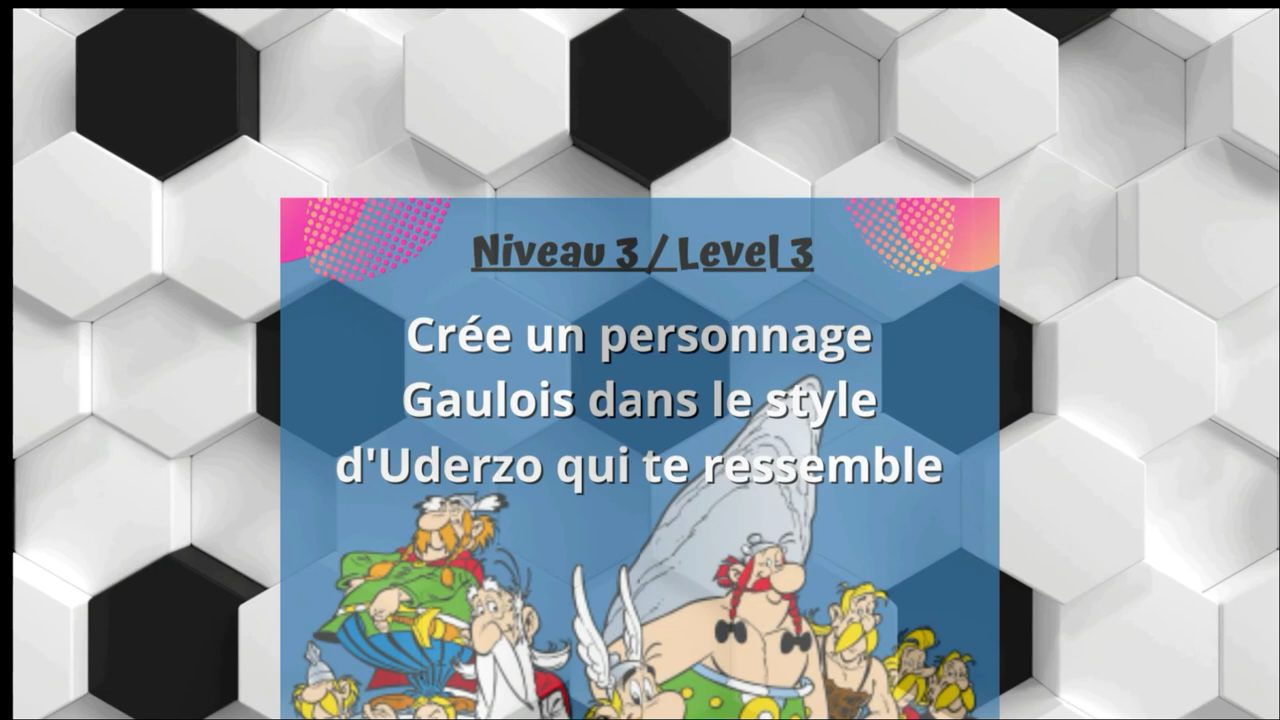 Niveau 3 / Level 3
Crée un personnage
Gaulois dans le style
d'Uderzo qui te ressemble